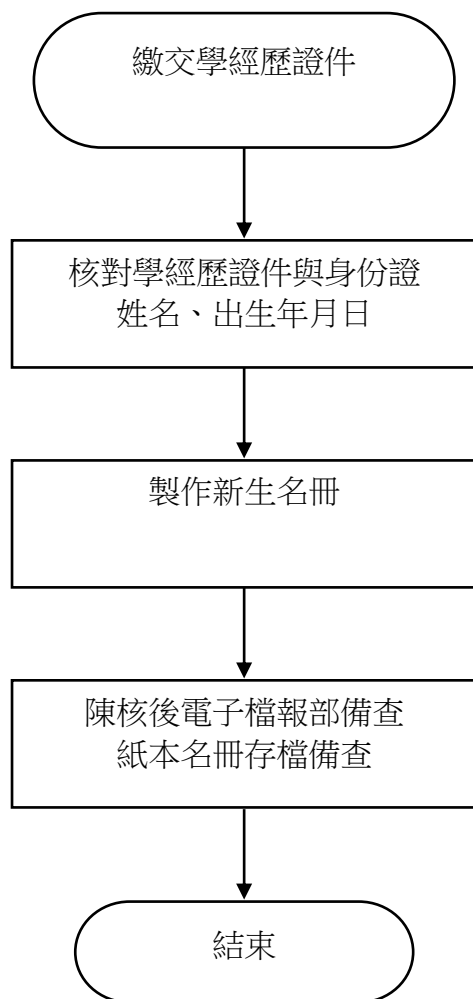 繳交學經歷證件
核對學經歷證件與身份證
姓名、出生年月日
製作新生名冊
陳核後電子檔報部備查
紙本名冊存檔備查
結束